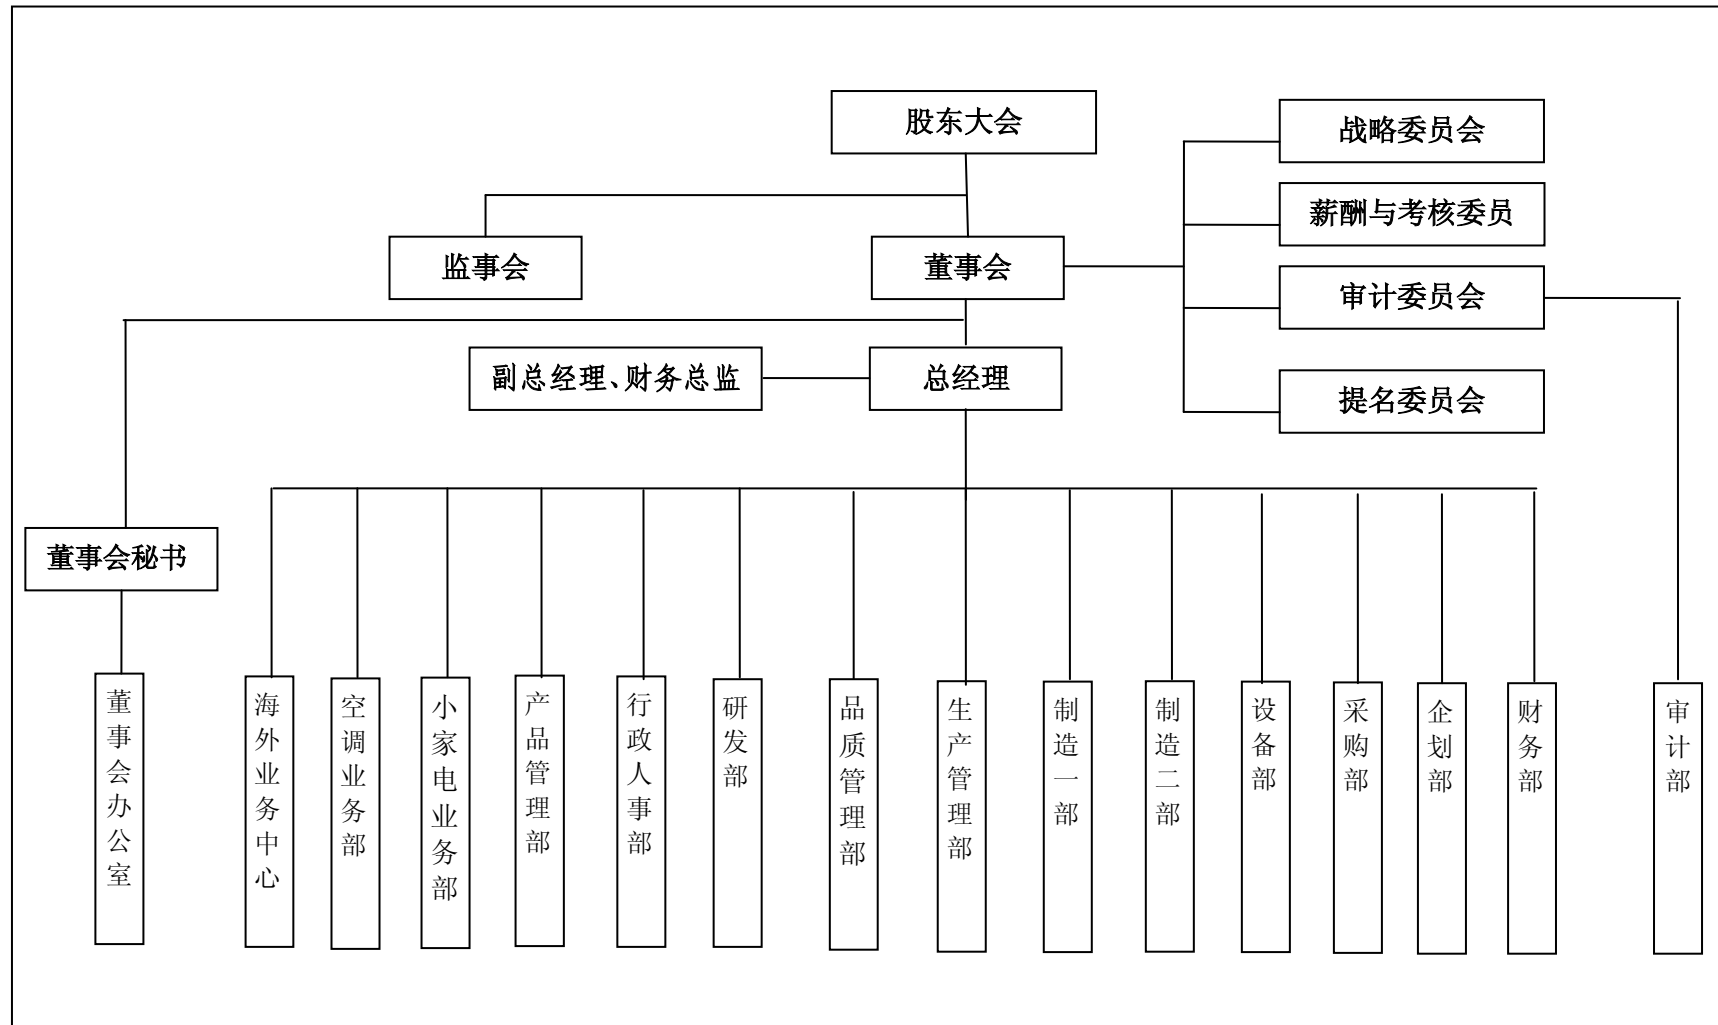 股东大会
战略委员会
薪酬与考核委员
监事会
董事会
审计委员会
副总经理、财务总监
总经理
提名委员会
董事会秘书
董事会办公室
海外业务中心
空调业务部
小家电业务部
产品管理部
行政人事部
研发部
品质管理部
生产管理部
制造一部
制造二部
设备部
采购部
企划部
财务部
审计部